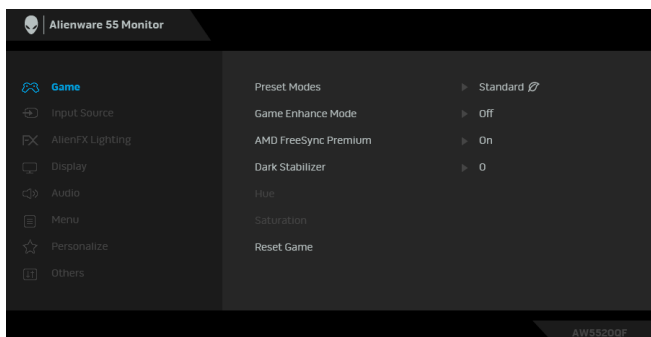 Alienware 55 Monitor
Game
Preset Modes
Standard
Input Source
Game Enhance Mode
Off
AlienFX Lighting
AMD FreeSync Premium
On
Display
Dark Stabilizer
0
Audio
Hue
Menu
Saturation
Personalize
Reset Game
Others
AW5520QF